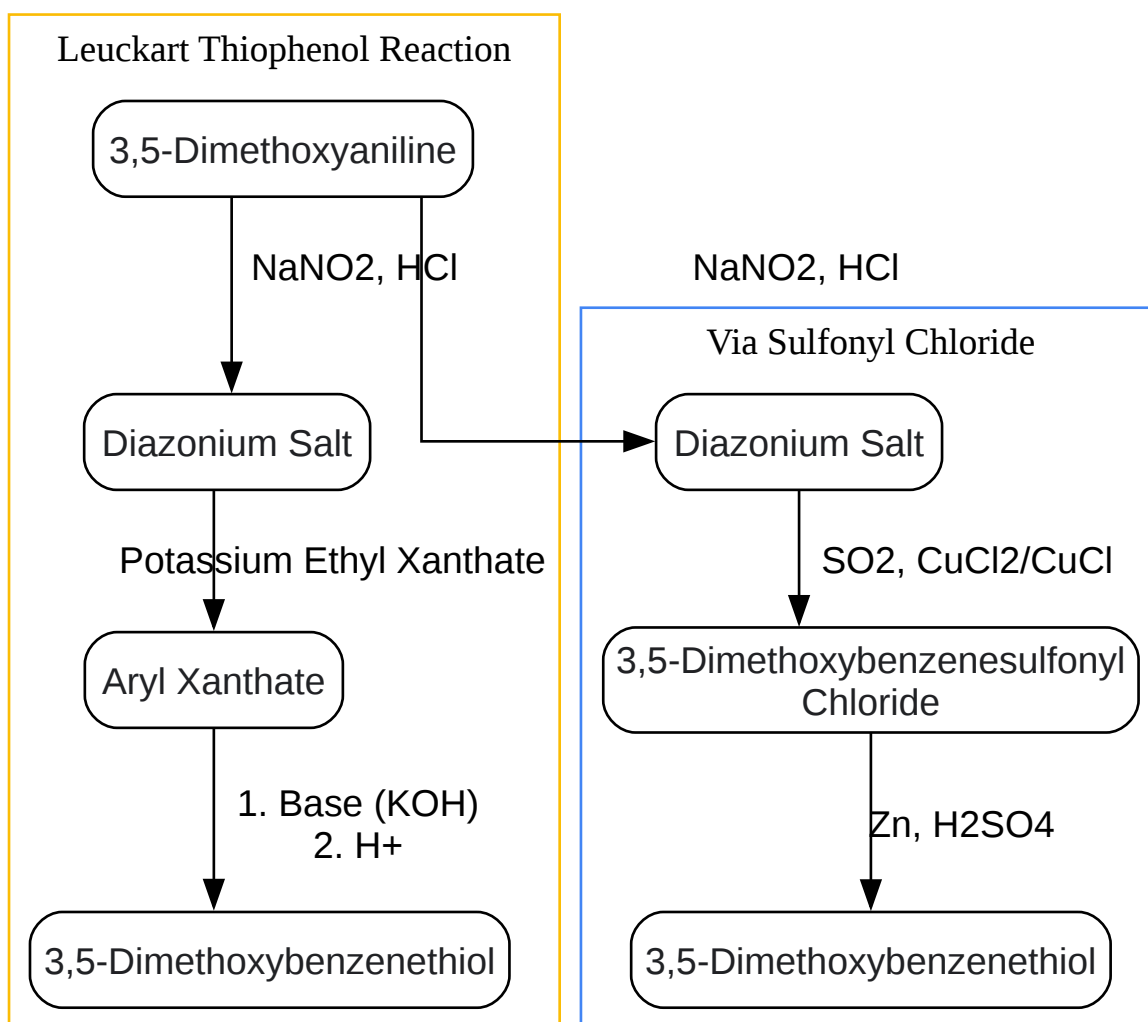 Leuckart Thiophenol Reaction
3,5-Dimethoxyaniline
NaNO2, HCl
NaNO2, HCl
Via Sulfonyl Chloride
Diazonium Salt
Diazonium Salt
Potassium Ethyl Xanthate
SO2, CuCl2/CuCl
Aryl Xanthate
3,5-Dimethoxybenzenesulfonyl
Chloride
1. Base (KOH)
2. H+
Zn, H2SO4
3,5-Dimethoxybenzenethiol
3,5-Dimethoxybenzenethiol